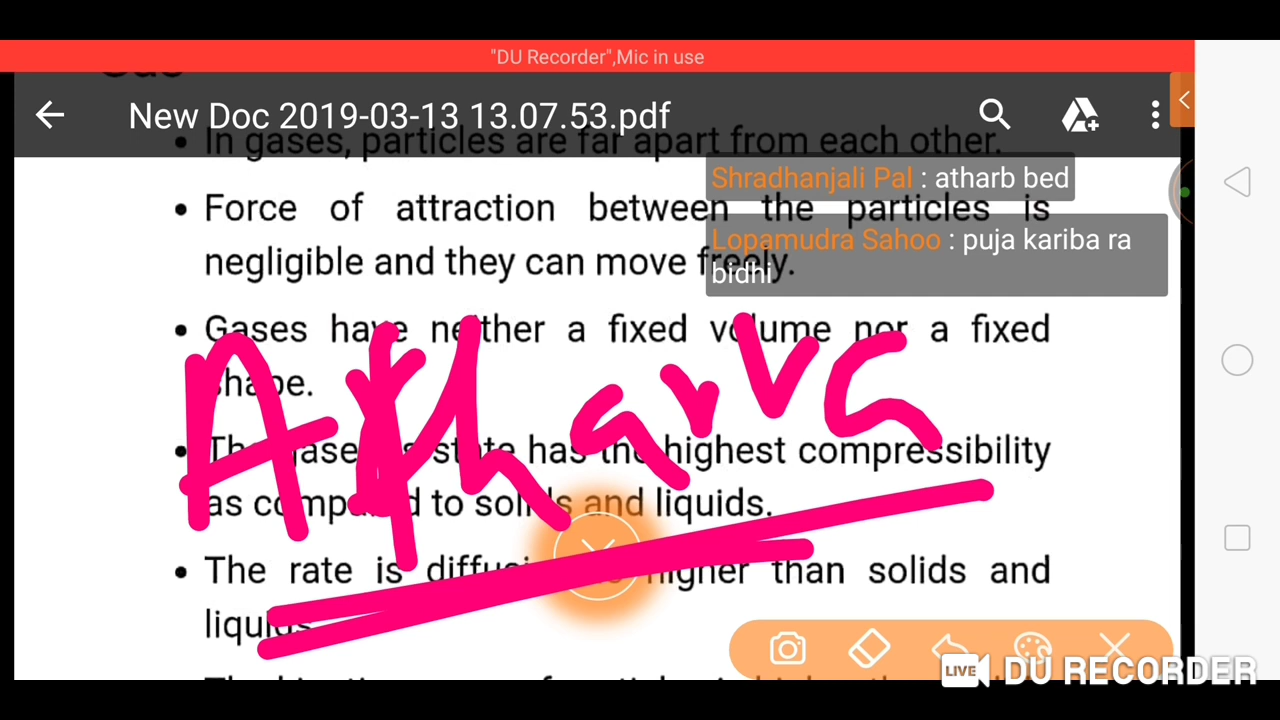 "DU Recorder",Mic in use
New Doc 2019-03-13 13.07.53.pdf
• In gases, particles are far apart from each other.
Shradhanjali Pal : atharb bed
• Force of attraction between the particles is
Lopamudra Sahoo : puja kariba ra
bidhi
negligible and they can move freely.
• Gases have neither a fixed volume nor a fixed
shape.
Atharva
• The gaseous state has the highest compressibility
as compared to solids and liquids.
• The rate is diffusion is higher than solids and
liquids.
LIVE DU RECORDER